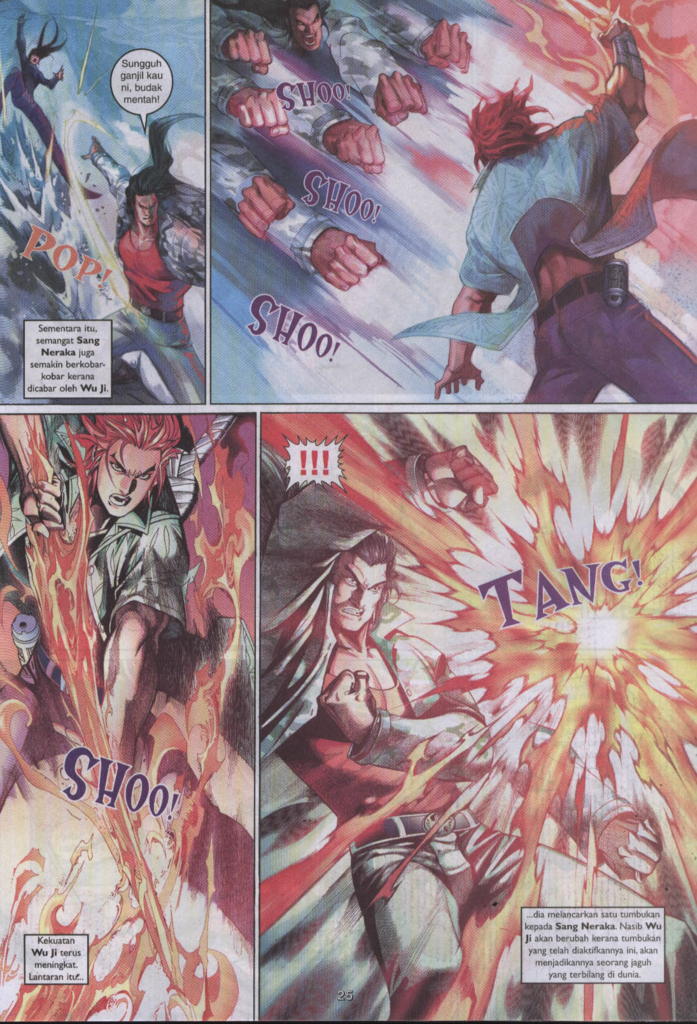 Sungguh
ganjil kau
ni, budak
mentah!
POP!
Sementara itu,
semangat Sang
Neraka juga
semakin berkobar-
kobar kerana
dicabar oleh Wu Ji.
SHOO!
SHOO!
SHOO!
SHOO!
Kekuatan
Wu Ji terus
meningkat.
Lantaran itu...
!!!
TANG!
...dia melancarkan satu tumbukan
kepada Sang Neraka. Nasib Wu
Ji akan berubah kerana tumbukan
yang telah diaktifkannya ini, akan
menjadikannya seorang jaguh
yang terbilang di dunia.
25